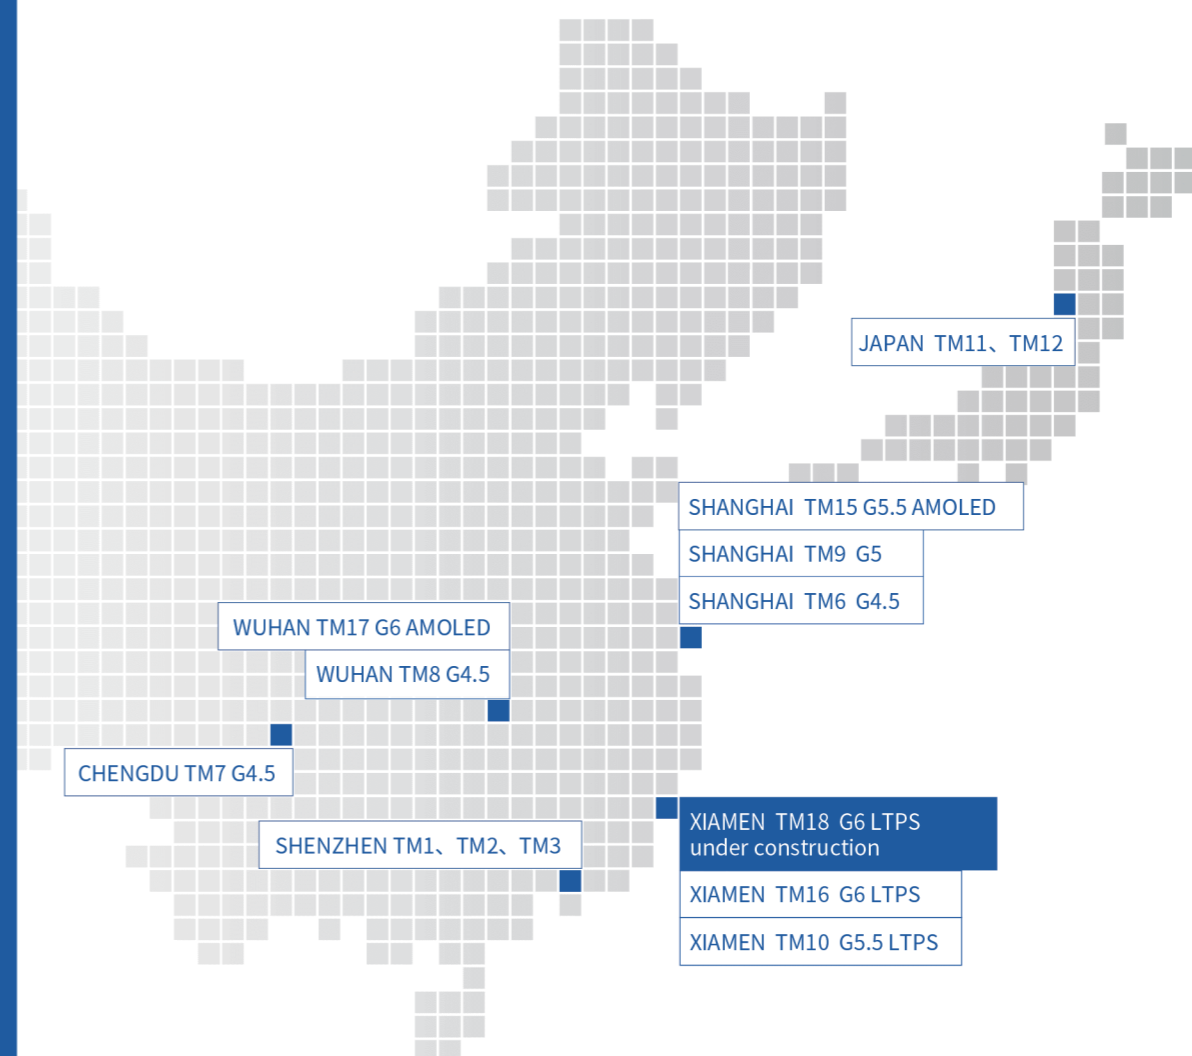 JAPAN TM11、TM12
SHANGHAI TM15 G5.5 AMOLED
SHANGHAI TM9 G5
SHANGHAI TM6 G4.5
WUHAN TM17 G6 AMOLED
WUHAN TM8 G4.5
CHENGDU TM7 G4.5
SHENZHEN TM1、TM2、TM3
XIAMEN TM18 G6 LTPS
under construction
XIAMEN TM16 G6 LTPS
XIAMEN TM10 G5.5 LTPS